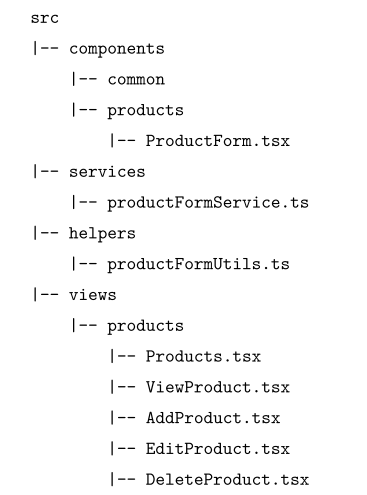 src
|-- components
    |-- common
    |-- products
        |-- ProductForm.tsx
|-- services
    |-- productFormService.ts
|-- helpers
    |-- productFormUtils.ts
|-- views
    |-- products
        |-- Products.tsx
        |-- ViewProduct.tsx
        |-- AddProduct.tsx
        |-- EditProduct.tsx
        |-- DeleteProduct.tsx